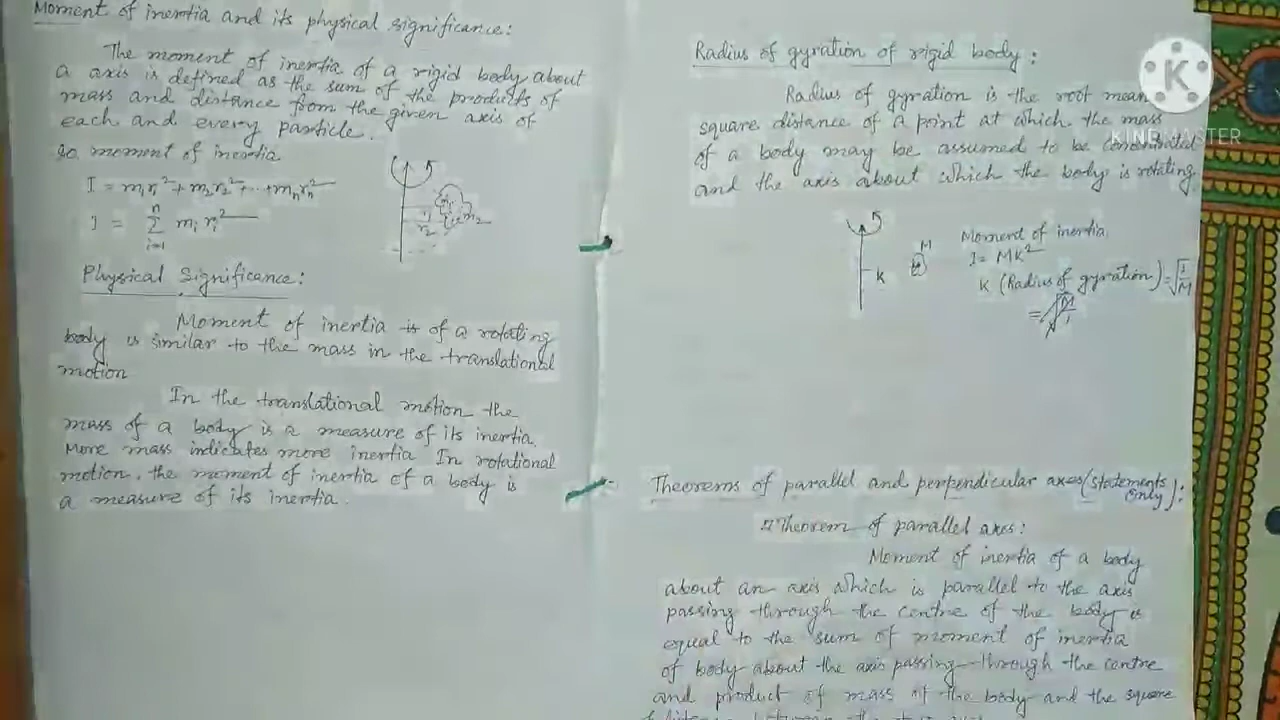 Moment of inertia and its physical significance:
The moment of inertia of a rigid body about
a axis is defined as the sum of the products of
mass and distance from the given axis of
each and every particle.
So moment of inertia
I = m₁r₁² + m₂r₂² + ... + mₙrₙ²
I = n Σ i=1 mᵢ rᵢ²
m₁
r₁
m₂
r₂
Physical Significance:
Moment of inertia is of a rotating
body is similar to the mass in the translational
motion
In the translational motion the
mass of a body is a measure of its inertia.
More mass indicates more inertia In rotational
motion, the moment of inertia of a body is
a measure of its inertia.
Radius of gyration of rigid body:
Radius of gyration is the root mean
square distance of a point at which the mass
of a body may be assumed to be concentrated
and the axis about which the body is rotating.
M
K
Moment of inertia
I = MK²
K (Radius of gyration) = √I/M
Theorems of parallel and perpendicular axes (statements
only):
Theorem of parallel axes:
Moment of inertia of a body
about an axis which is parallel to the axis
passing through the centre of the body is
equal to the sum of moment of inertia
of body about the axis passing through the centre
and product of mass of the body and the square
K
KINEMASTER